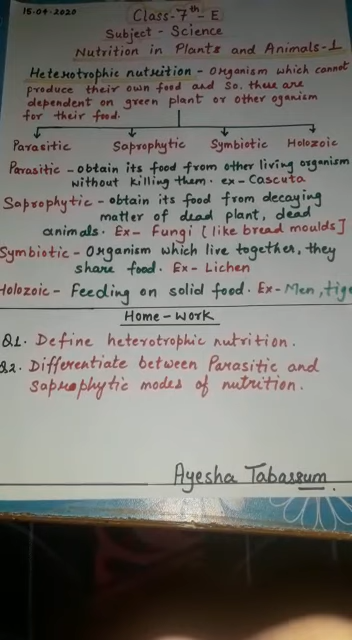 15-04-2020
Class-7th-E
Subject - Science
Nutrition in Plants and Animals-1
Heterotrophic nutrition - Organism which cannot
produce their own food and so. these are
dependent on green plant or other oganism
for their food.
Parasitic Saprophytic Symbiotic Holozoic
Parasitic - obtain its food from other living organism
without killing them. ex - Cascuta
Saprophytic - obtain its food from decaying
matter of dead plant, dead
animals. Ex - Fungi [like bread moulds]
Symbiotic - Organism which live together, they
share food. Ex - Lichen
Holozoic - Feeding on solid food. Ex - Men, tige
Home-work
Q1. Define heterotrophic nutrition.
Q2. Differentiate between Parasitic and
saprophytic modes of nutrition.
Ayesha Tabassum